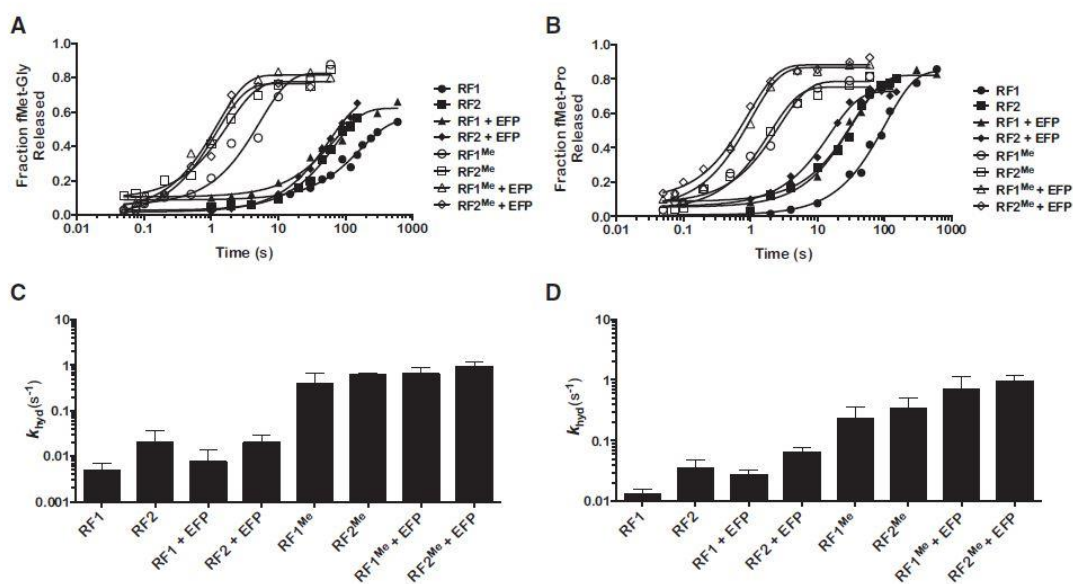 A
Fraction fMet-Gly
Released
1.0
0.8
0.6
0.4
0.2
0.0
0.01
0.1
1
10
100
1000
Time (s)
RF1
RF2
RF1 + EFP
RF2 + EFP
RF1Me
RF2Me
RF1Me + EFP
RF2Me + EFP
B
Fraction fMet-Pro
Released
1.0
0.8
0.6
0.4
0.2
0.0
0.01
0.1
1
10
100
1000
Time (s)
RF1
RF2
RF1 + EFP
RF2 + EFP
RF1Me
RF2Me
RF1Me + EFP
RF2Me + EFP
C
khyd(s-1)
10
1
0.1
0.01
0.001
RF1
RF2
RF1 + EFP
RF2 + EFP
RF1Me
RF2Me
RF1Me + EFP
RF2Me + EFP
D
khyd(s-1)
10
1
0.1
0.01
RF1
RF2
RF1 + EFP
RF2 + EFP
RF1Me
RF2Me
RF1Me + EFP
RF2Me + EFP